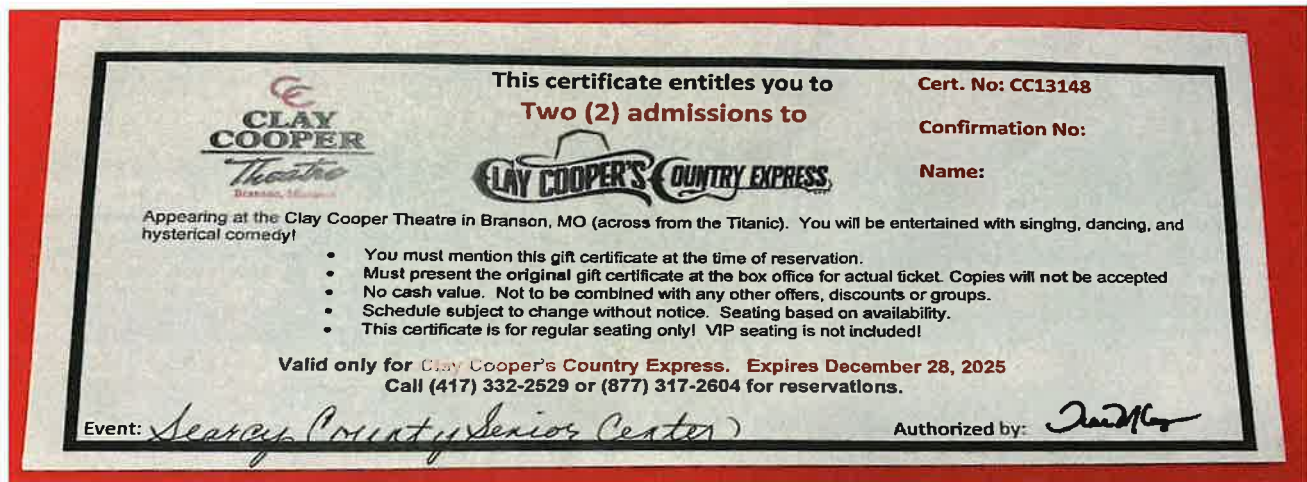 CC
CLAY
COOPER
Theatre
Branson, Missouri
This certificate entitles you to
Two (2) admissions to
CLAY COOPER'S COUNTRY EXPRESS
Cert. No: CC13148
Confirmation No:
Name:
Appearing at the Clay Cooper Theatre in Branson, MO (across from the Titanic). You will be entertained with singing, dancing, and
hysterical comedy!
• You must mention this gift certificate at the time of reservation.
• Must present the original gift certificate at the box office for actual ticket. Copies will not be accepted
• No cash value. Not to be combined with any other offers, discounts or groups.
• Schedule subject to change without notice. Seating based on availability.
• This certificate is for regular seating only! VIP seating is not included!
Valid only for Clay Cooper's Country Express. Expires December 28, 2025
Call (417) 332-2529 or (877) 317-2604 for reservations.
Event: Searcy County Senior Center
Authorized by: